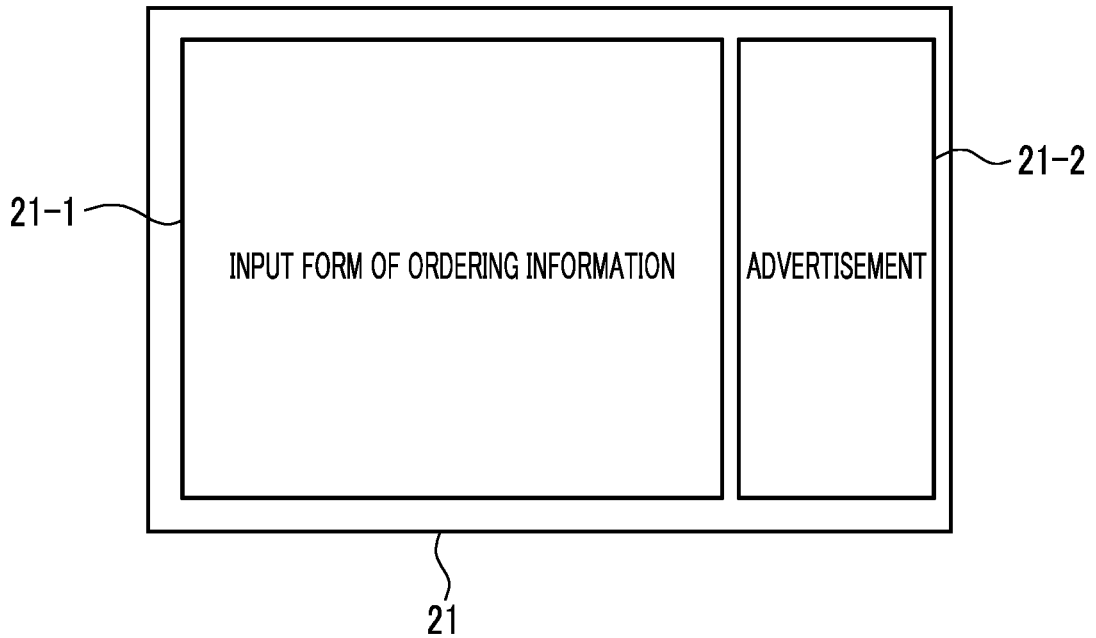 21-1
INPUT FORM OF ORDERING INFORMATION
ADVERTISEMENT
21-2
21